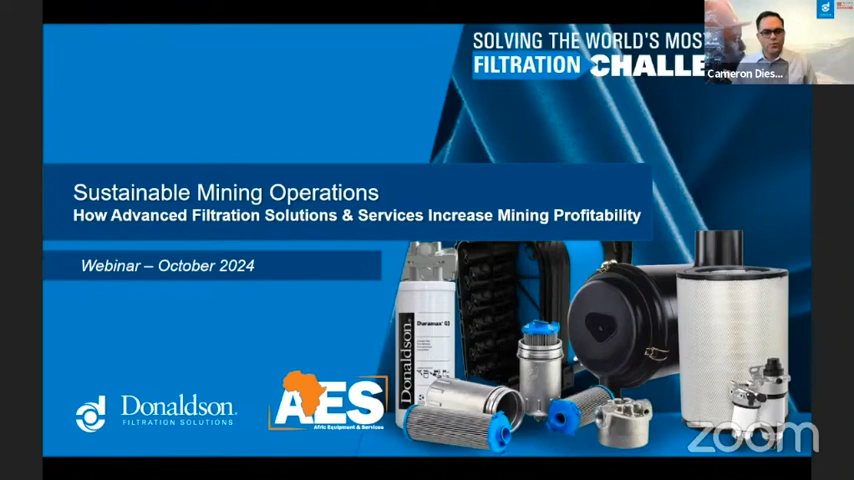 SOLVING THE WORLD'S MOS
FILTRATION CHALLE
Cameron Dies...
Sustainable Mining Operations
How Advanced Filtration Solutions & Services Increase Mining Profitability
Webinar – October 2024
Duramax
Donaldson
Donaldson.
FILTRATION SOLUTIONS
AES
Afric Equipment & Services
zoom